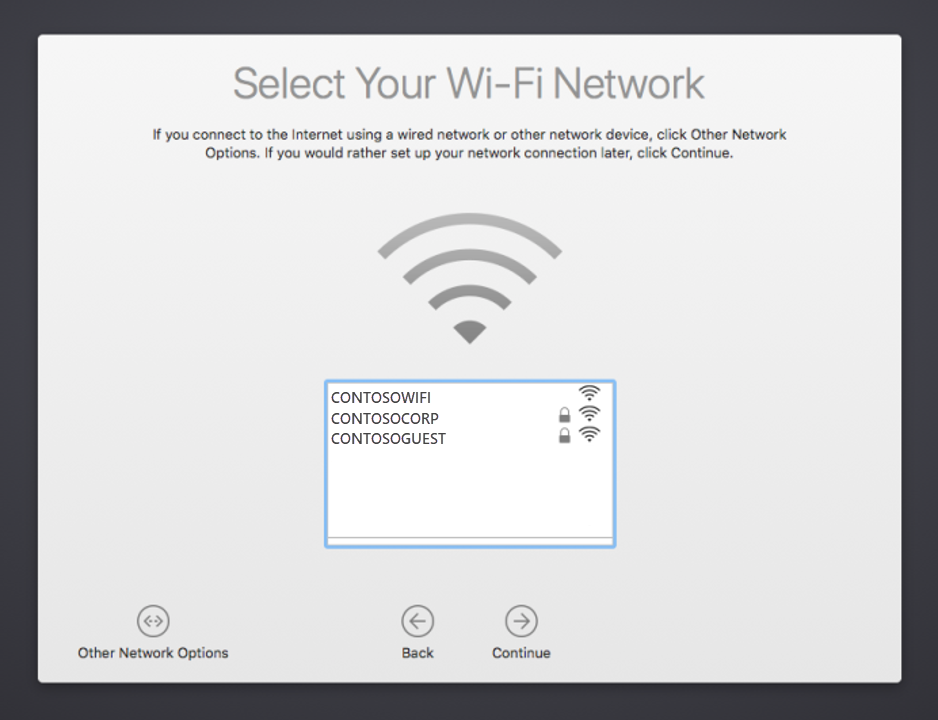 Select Your Wi-Fi Network
If you connect to the Internet using a wired network or other network device, click Other Network
Options. If you would rather set up your network connection later, click Continue.
CONTOSOWIFI
CONTOSOCORP
CONTOSOGUEST
Other Network Options
Back
Continue